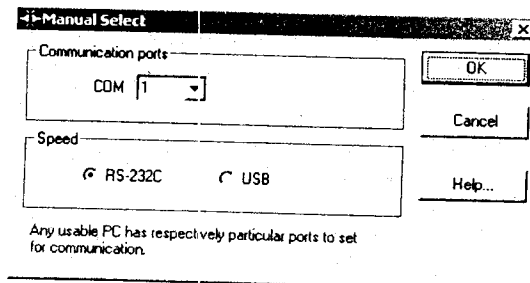 Manual Select
Communication ports
COM 1
OK
Cancel
Speed
RS-232C USB
Help...
Any usable PC has respectively particular ports to set
for communication.